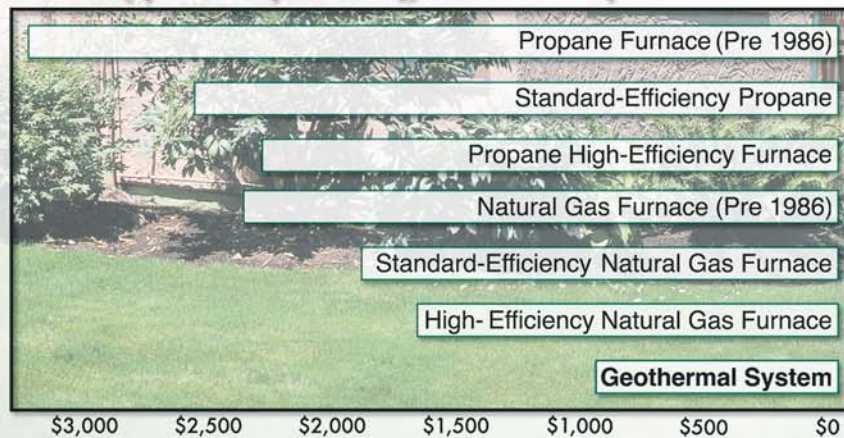 Propane Furnace (Pre 1986)
Standard-Efficiency Propane
Propane High-Efficiency Furnace
Natural Gas Furnace (Pre 1986)
Standard-Efficiency Natural Gas Furnace
High- Efficiency Natural Gas Furnace
Geothermal System
$3,000 $2,500 $2,000 $1,500 $1,000 $500 $0